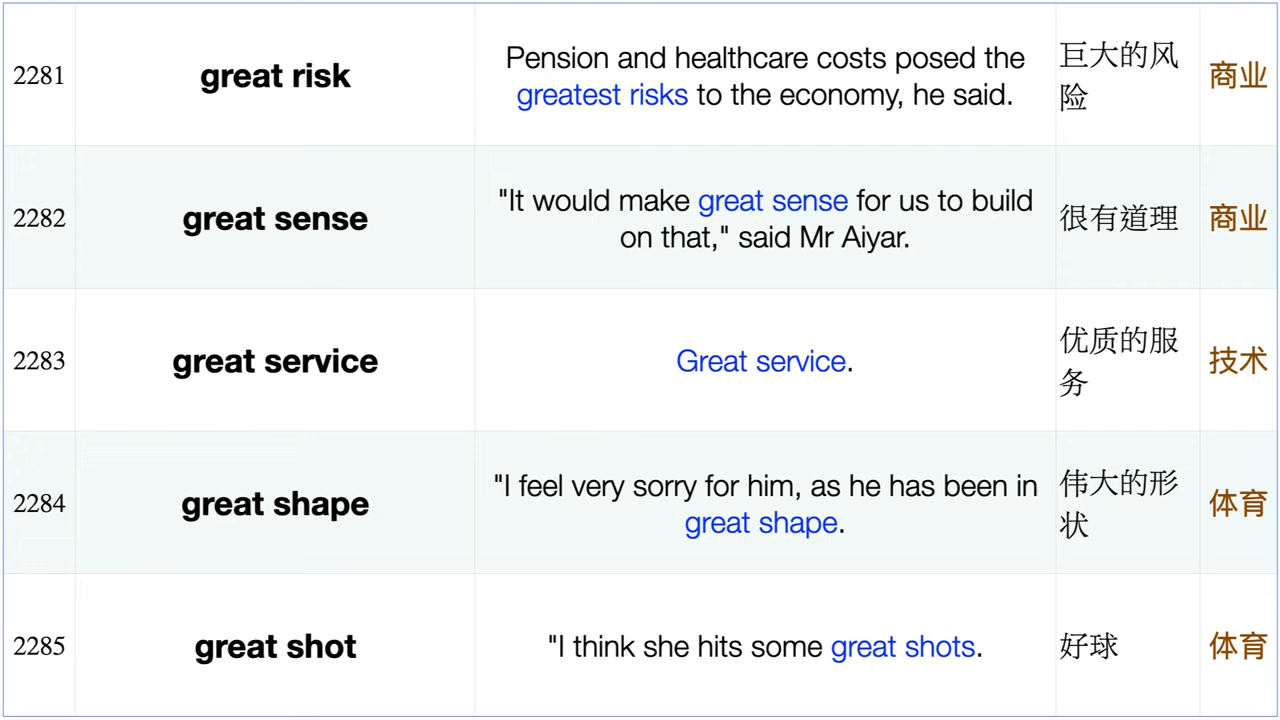 2281
great risk
Pension and healthcare costs posed the
greatest risks to the economy, he said.
巨大的风
险
商业
2282
great sense
"It would make great sense for us to build
on that," said Mr Aiyar.
很有道理
商业
2283
great service
Great service.
优质的服
务
技术
2284
great shape
"I feel very sorry for him, as he has been in
great shape.
伟大的形
状
体育
2285
great shot
"I think she hits some great shots.
好球
体育